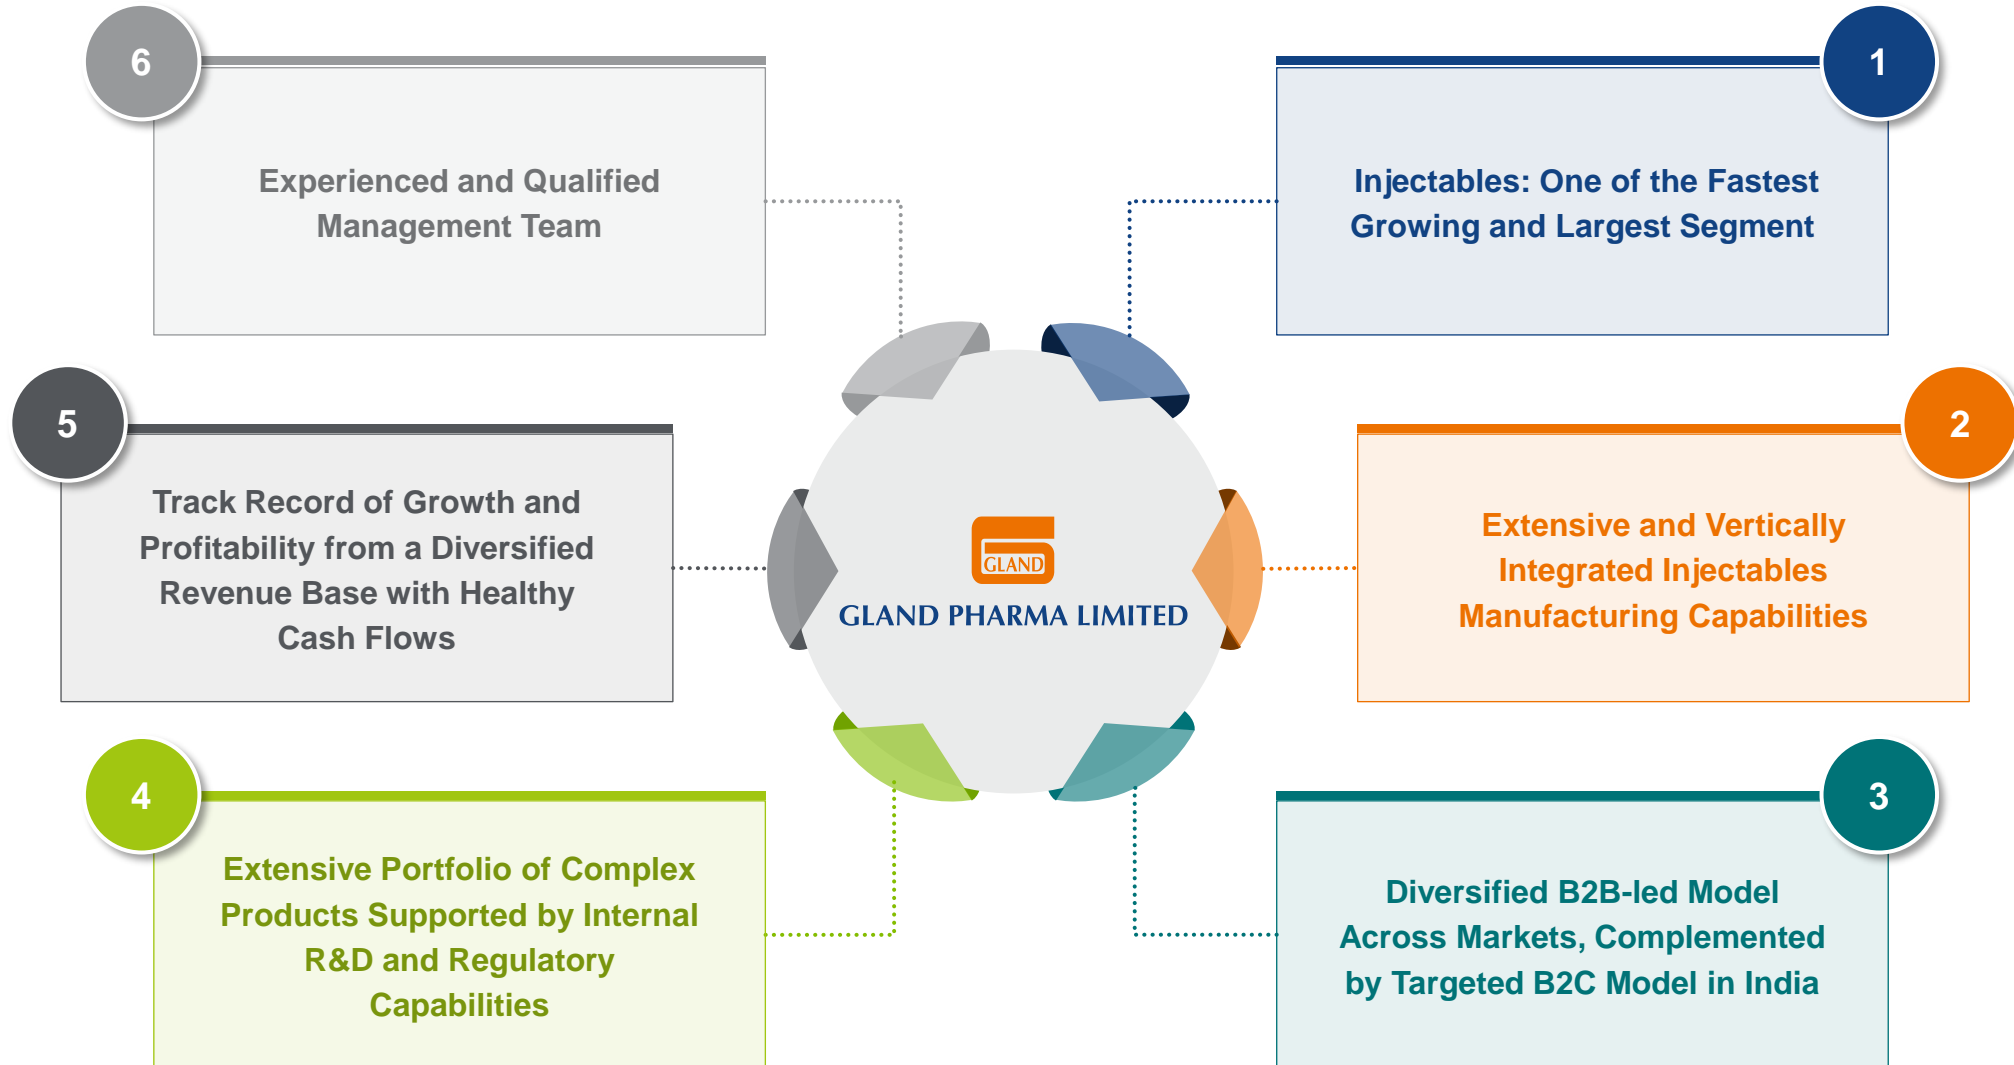 1
Injectables: One of the Fastest
Growing and Largest Segment
2
Extensive and Vertically
Integrated Injectables
Manufacturing Capabilities
3
Diversified B2B-led Model
Across Markets, Complemented
by Targeted B2C Model in India
4
Extensive Portfolio of Complex
Products Supported by Internal
R&D and Regulatory
Capabilities
5
Track Record of Growth and
Profitability from a Diversified
Revenue Base with Healthy
Cash Flows
6
Experienced and Qualified
Management Team
GLAND
GLAND PHARMA LIMITED